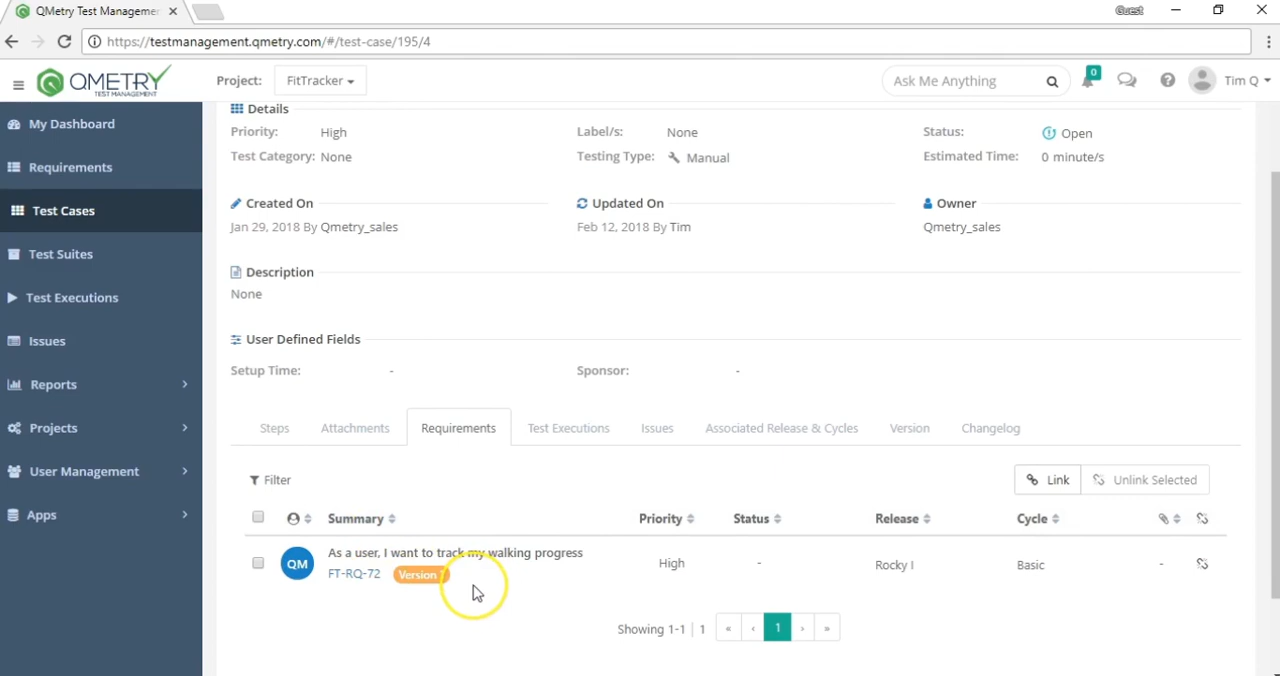 QMetry Test Managemen
Guest
https://testmanagement.qmetry.com/#/test-case/195/4
QMETRY
TEST MANAGEMENT
Project: FitTracker
Ask Me Anything
0
Tim Q
My Dashboard
Requirements
Test Cases
Test Suites
Test Executions
Issues
Reports
Projects
User Management
Apps
Details
Priority: High Label/s: None Status: Open
Test Category: None Testing Type: Manual Estimated Time: 0 minute/s
Created On Updated On Owner
Jan 29, 2018 By Qmetry_sales Feb 12, 2018 By Tim Qmetry_sales
Description
None
User Defined Fields
Setup Time: - Sponsor: -
Steps Attachments Requirements Test Executions Issues Associated Release & Cycles Version Changelog
Filter Link Unlink Selected
Summary Priority Status Release Cycle
QM As a user, I want to track my walking progress High - Rocky I Basic -
FT-RQ-72 Version
Showing 1-1 | 1 « ‹ 1 › »